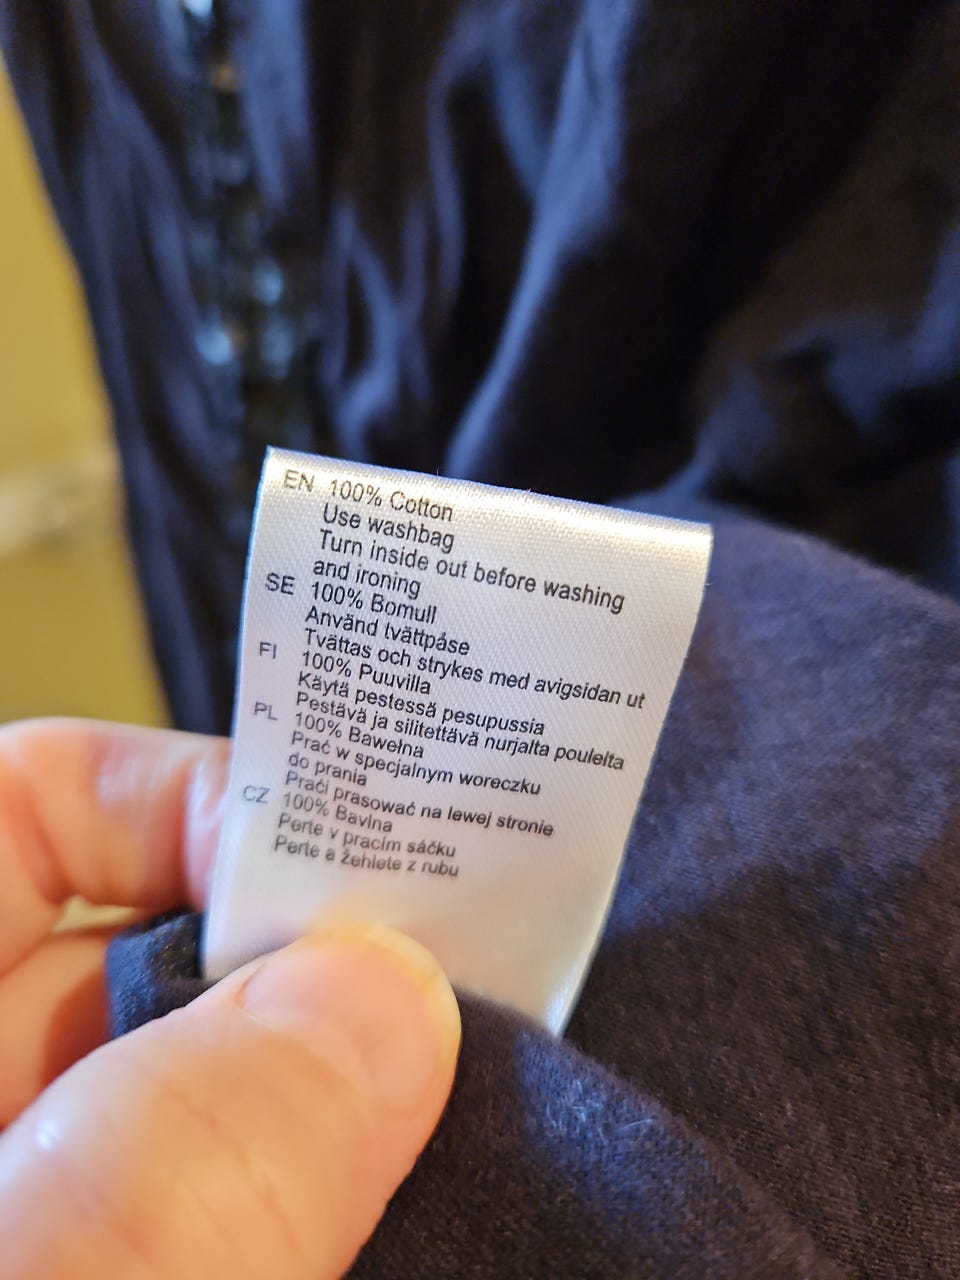 EN 100% Cotton
Use washbag
Turn inside out before washing
and ironing
SE 100% Bomull
Använd tvättpåse
Tvättas och strykes med avigsidan ut
FI 100% Puuvilla
Käytä pestessä pesupussia
Pestävä ja silitettävä nurjalta pouleita
PL 100% Bawełna
Prać w specjalnym woreczku
do prania
Praći prasować na lewej stronie
CZ 100% Bavlna
Perte v pracím sáčku
Perte a žehlete z rubu